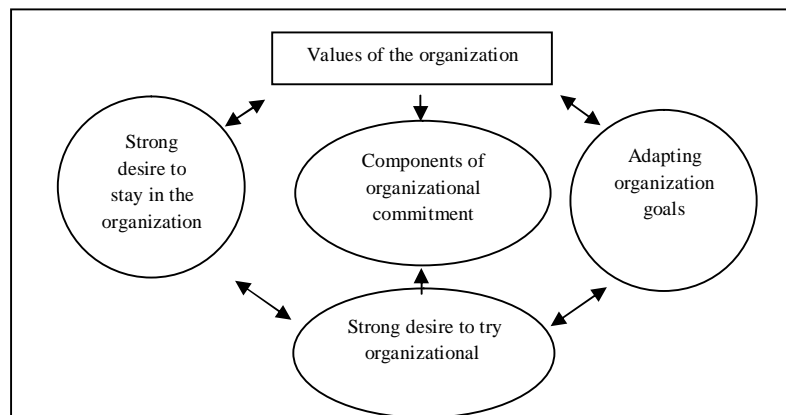 Values of the organization
Strong
desire to
stay in the
organization
Components of
organizational
commitment
Adapting
organization
goals
Strong desire to try
organizational